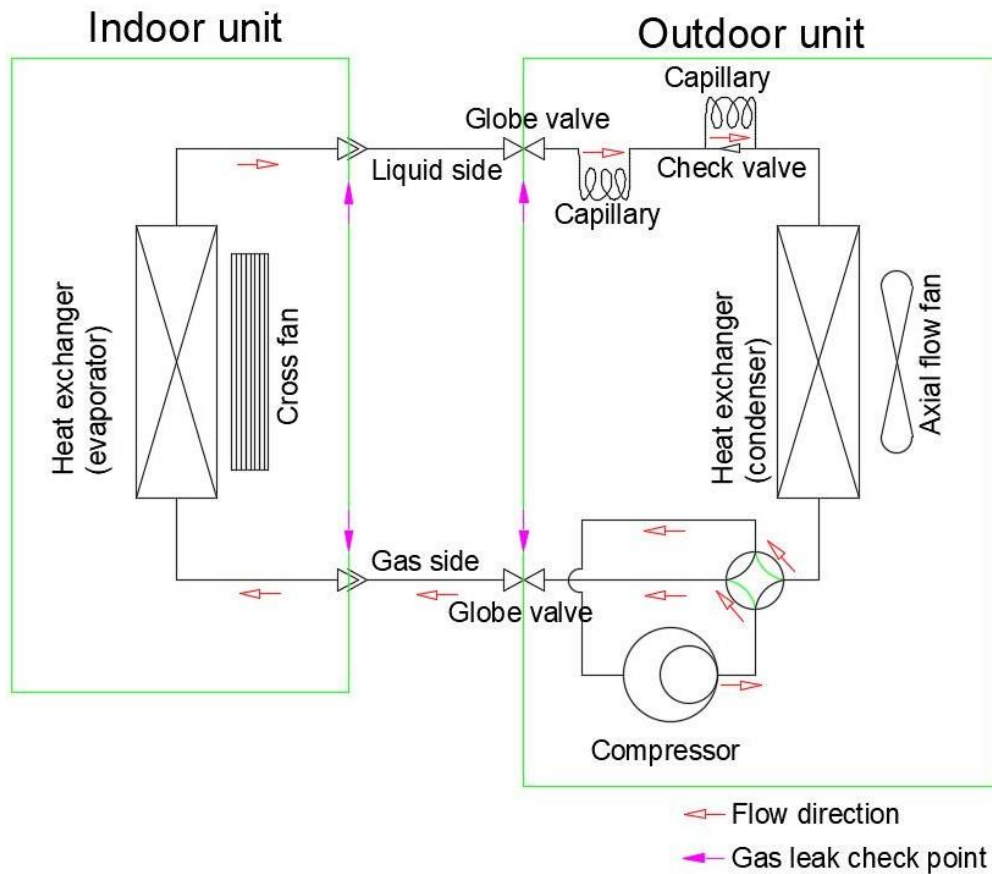 Indoor unit
Outdoor unit
Capillary
Globe valve
Liquid side
Check valve
Capillary
Heat exchanger
(evaporator)
Cross fan
Heat exchanger
(condenser)
Axial flow fan
Gas side
Globe valve
Compressor
Flow direction
Gas leak check point